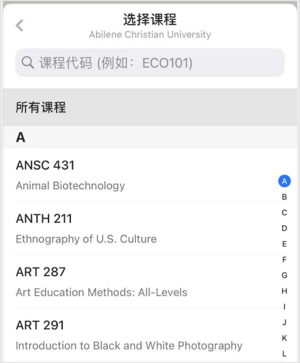 选择课程
Abilene Christian University
课程代码 (例如：ECO101)
所有课程
A
ANSC 431
Animal Biotechnology
ANTH 211
Ethnography of U.S. Culture
ART 287
Art Education Methods: All-Levels
ART 291
Introduction to Black and White Photography
A
B
C
D
E
F
G
H
I
J
K
L